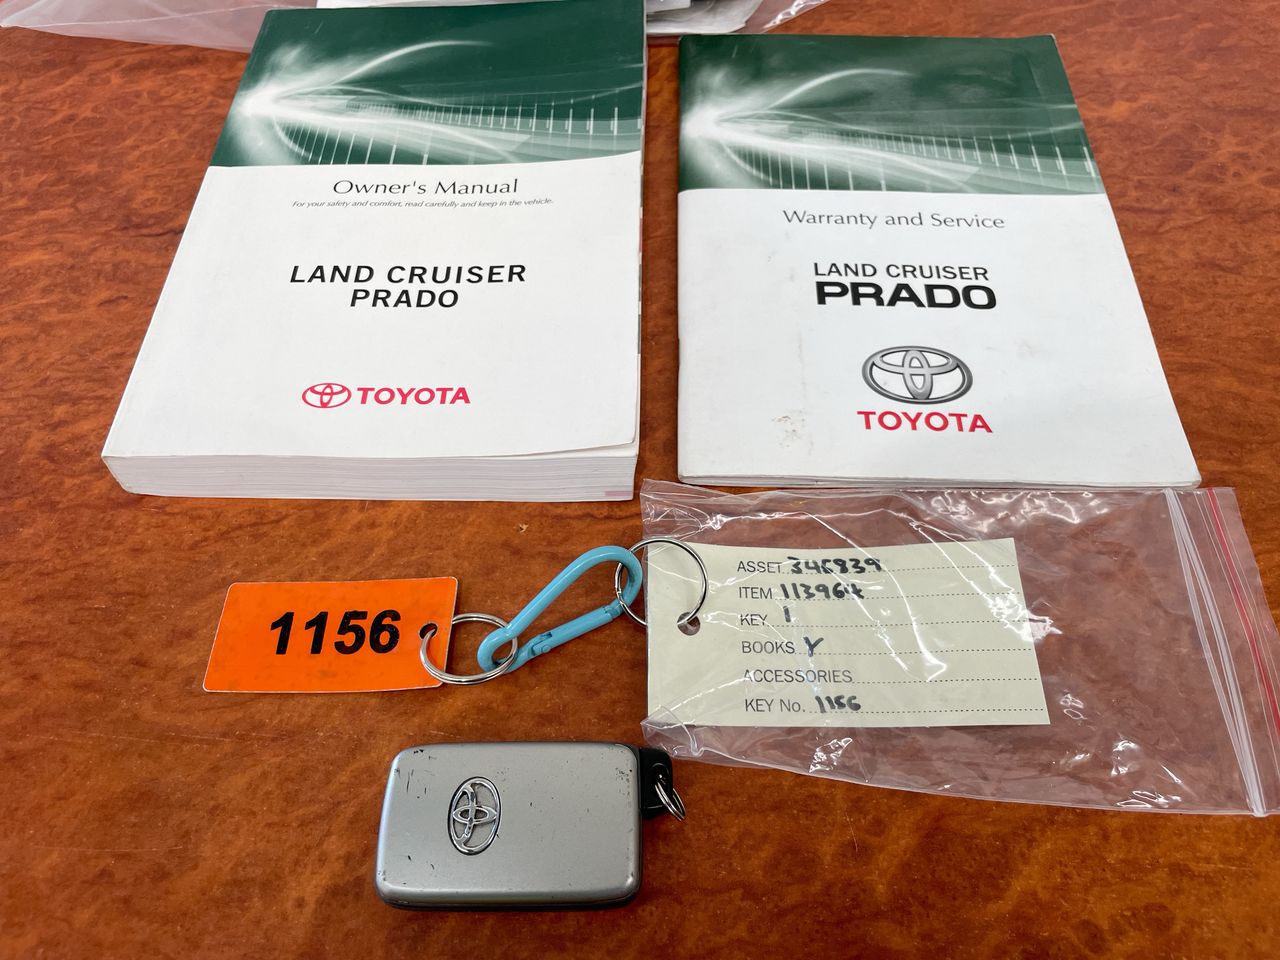 Owner's Manual
For your safety and comfort, read carefully and keep in the vehicle.
LAND CRUISER
PRADO
TOYOTA
Warranty and Service
LAND CRUISER
PRADO
TOYOTA
1156
ASSET 346839
ITEM 113964
KEY 1
BOOKS Y
ACCESSORIES
KEY No. 1156